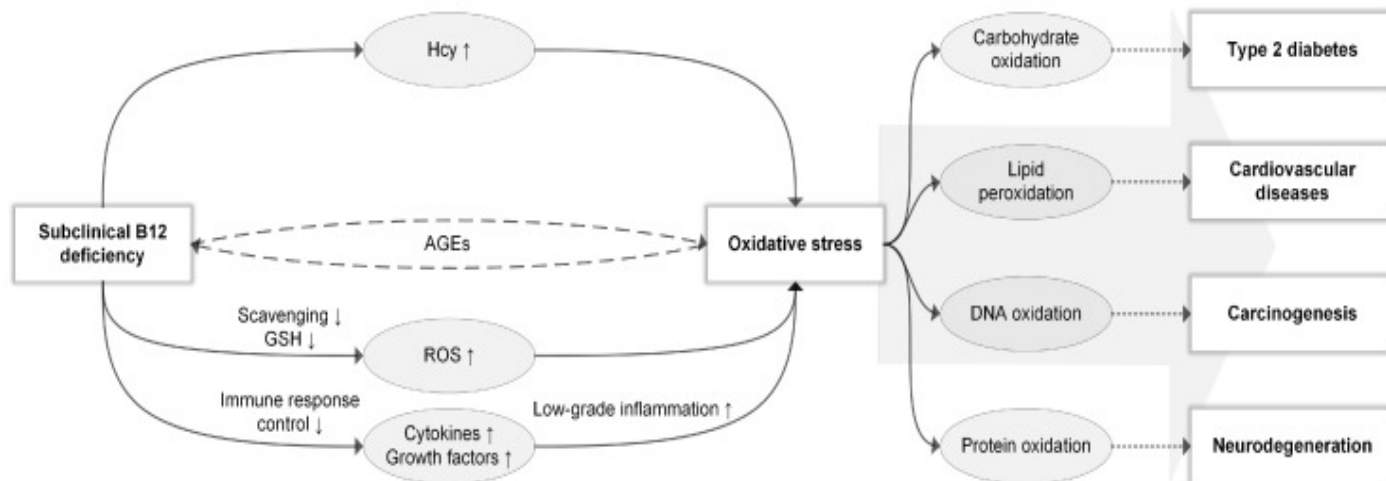 Hcy ↑
Carbohydrate
oxidation
Type 2 diabetes
Lipid
peroxidation
Cardiovascular
diseases
Subclinical B12
deficiency
AGEs
Oxidative stress
Scavenging ↓
GSH ↓
ROS ↑
DNA oxidation
Carcinogenesis
Immune response
control ↓
Cytokines ↑
Growth factors ↑
Low-grade inflammation ↑
Protein oxidation
Neurodegeneration